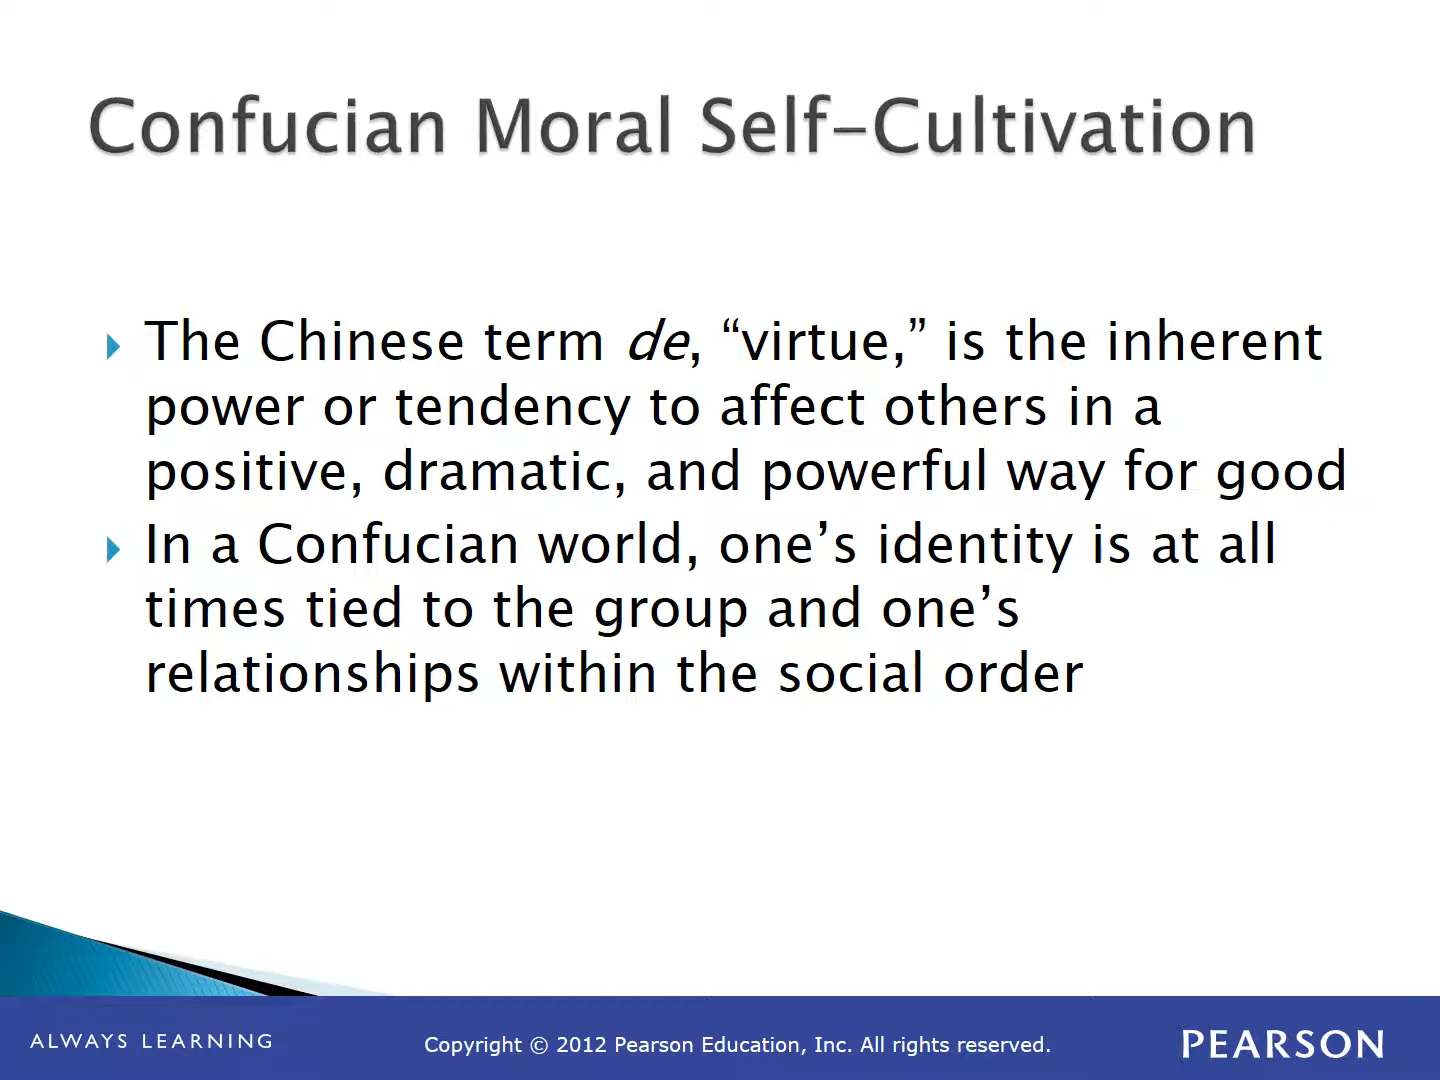 Confucian Moral Self-Cultivation
The Chinese term de, “virtue,” is the inherent
power or tendency to affect others in a
positive, dramatic, and powerful way for good
In a Confucian world, one’s identity is at all
times tied to the group and one’s
relationships within the social order
ALWAYS LEARNING
Copyright © 2012 Pearson Education, Inc. All rights reserved.
PEARSON